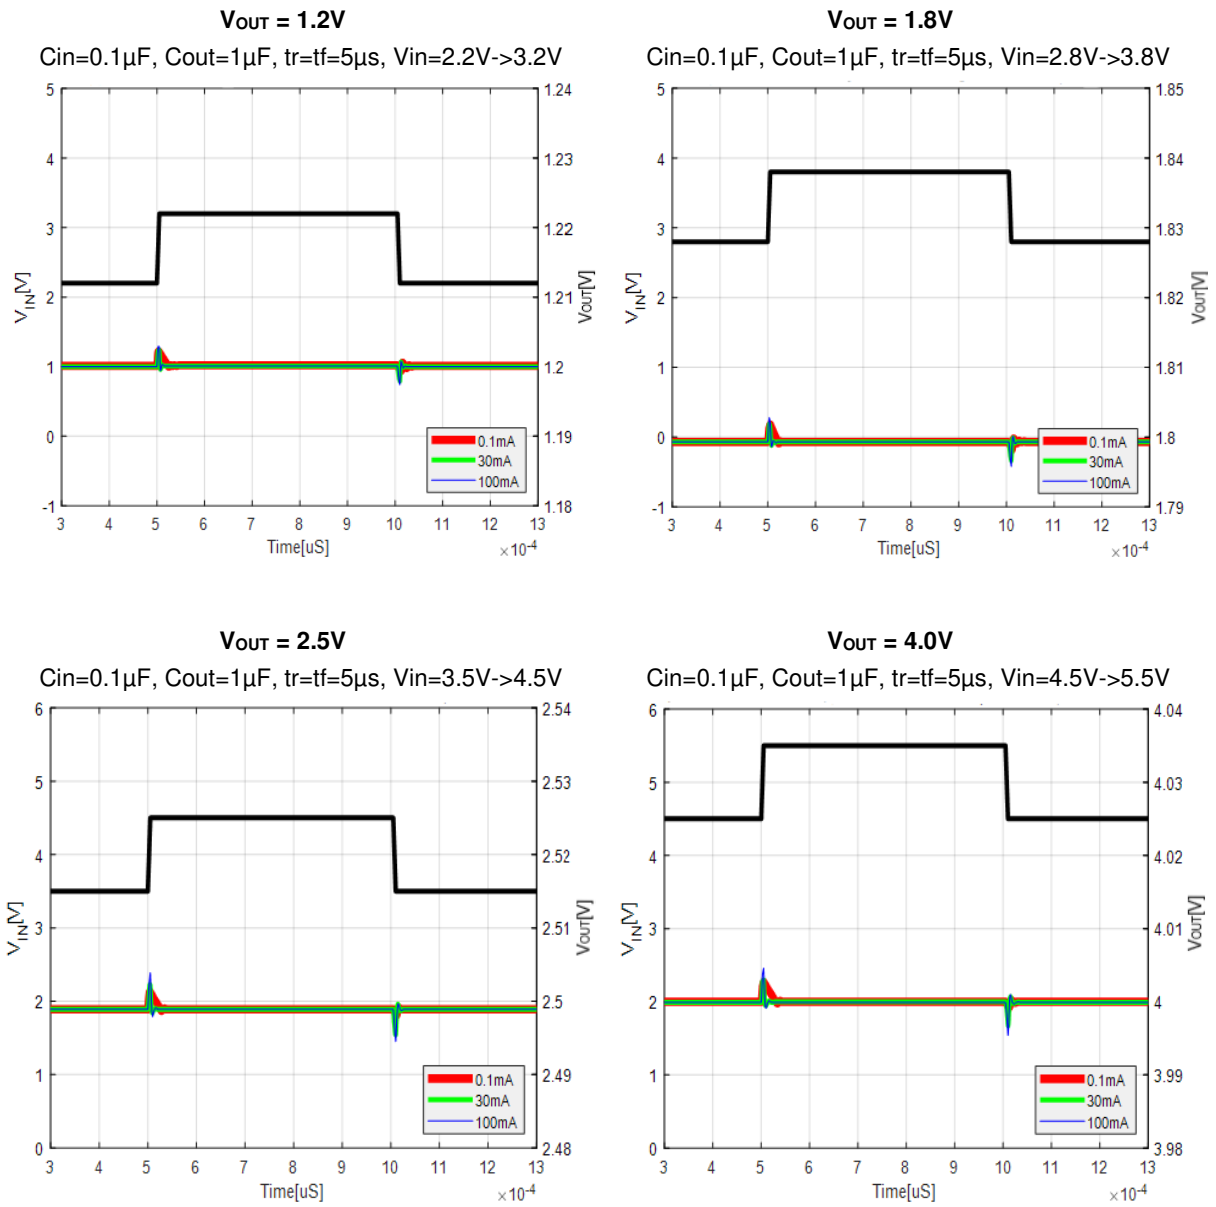 VOUT = 1.2V
Cin=0.1µF, Cout=1µF, tr=tf=5µs, Vin=2.2V->3.2V
5
4
3
2
1
0
-1
VIN[V]
1.24
1.23
1.22
1.21
1.2
1.19
1.18
VOUT[V]
0.1mA
30mA
100mA
3 4 5 6 7 8 9 10 11 12 13
Time[uS]
×10-4
VOUT = 1.8V
Cin=0.1µF, Cout=1µF, tr=tf=5µs, Vin=2.8V->3.8V
5
4
3
2
1
0
-1
VIN[V]
1.85
1.84
1.83
1.82
1.81
1.8
1.79
VOUT[V]
0.1mA
30mA
100mA
3 4 5 6 7 8 9 10 11 12 13
Time[uS]
×10-4
VOUT = 2.5V
Cin=0.1µF, Cout=1µF, tr=tf=5µs, Vin=3.5V->4.5V
6
5
4
3
2
1
0
VIN[V]
2.54
2.53
2.52
2.51
2.5
2.49
2.48
VOUT[V]
0.1mA
30mA
100mA
3 4 5 6 7 8 9 10 11 12 13
Time[uS]
×10-4
VOUT = 4.0V
Cin=0.1µF, Cout=1µF, tr=tf=5µs, Vin=4.5V->5.5V
6
5
4
3
2
1
0
VIN[V]
4.04
4.03
4.02
4.01
4
3.99
3.98
VOUT[V]
0.1mA
30mA
100mA
3 4 5 6 7 8 9 10 11 12 13
Time[uS]
×10-4